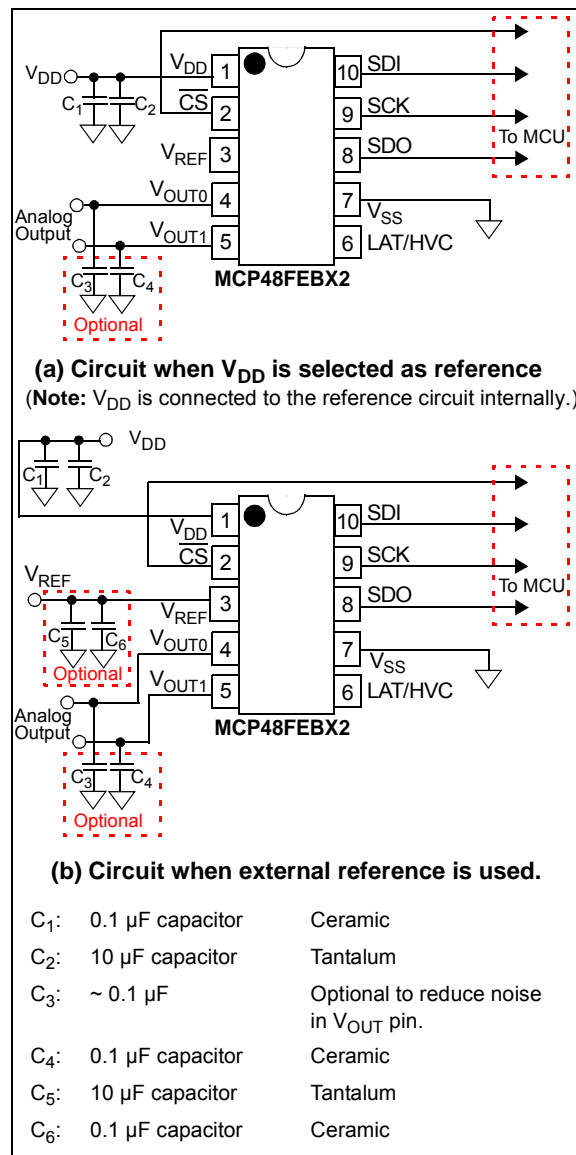 VDD
C1
C2
VDD 1
CS 2
VREF 3
VOUT0 4
VOUT1 5
10 SDI
9 SCK
8 SDO
7 VSS
6 LAT/HVC
To MCU
Analog
Output
C3
C4
Optional
MCP48FEBX2
(a) Circuit when VDD is selected as reference
(Note: VDD is connected to the reference circuit internally.)
VDD
C1
C2
VDD 1
CS 2
VREF
VREF 3
C5
C6
Optional
VOUT0 4
VOUT1 5
10 SDI
9 SCK
8 SDO
7 VSS
6 LAT/HVC
To MCU
Analog
Output
C3
C4
Optional
MCP48FEBX2
(b) Circuit when external reference is used.
C1: 0.1 µF capacitor Ceramic
C2: 10 µF capacitor Tantalum
C3: ~ 0.1 µF Optional to reduce noise
in VOUT pin.
C4: 0.1 µF capacitor Ceramic
C5: 10 µF capacitor Tantalum
C6: 0.1 µF capacitor Ceramic